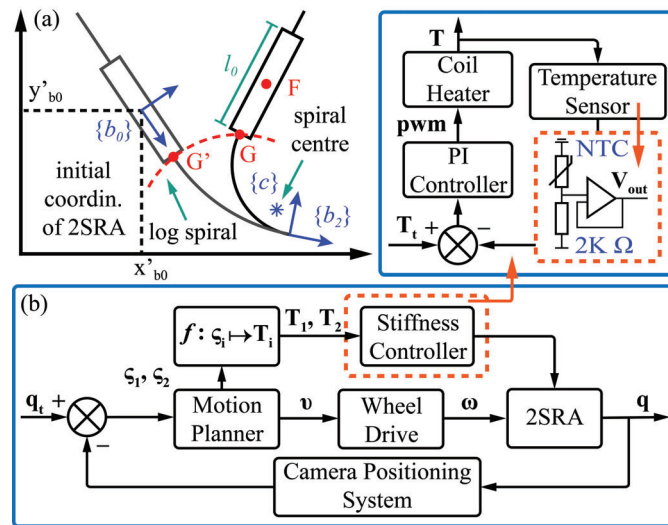 (a)
y'b0
{b0}
l0
F
G'
G
spiral
centre
{c}
initial
coordin.
of 2SRA
log spiral
{b2}
x'b0
T
Coil
Heater
Temperature
Sensor
pwm
PI
Controller
NTC
Vout
2K Ω
Tt + −
(b)
f : ςi ↦ Ti
T1, T2
Stiffness
Controller
ς1, ς2
qt +
−
Motion
Planner
υ
Wheel
Drive
ω
2SRA
q
Camera Positioning
System